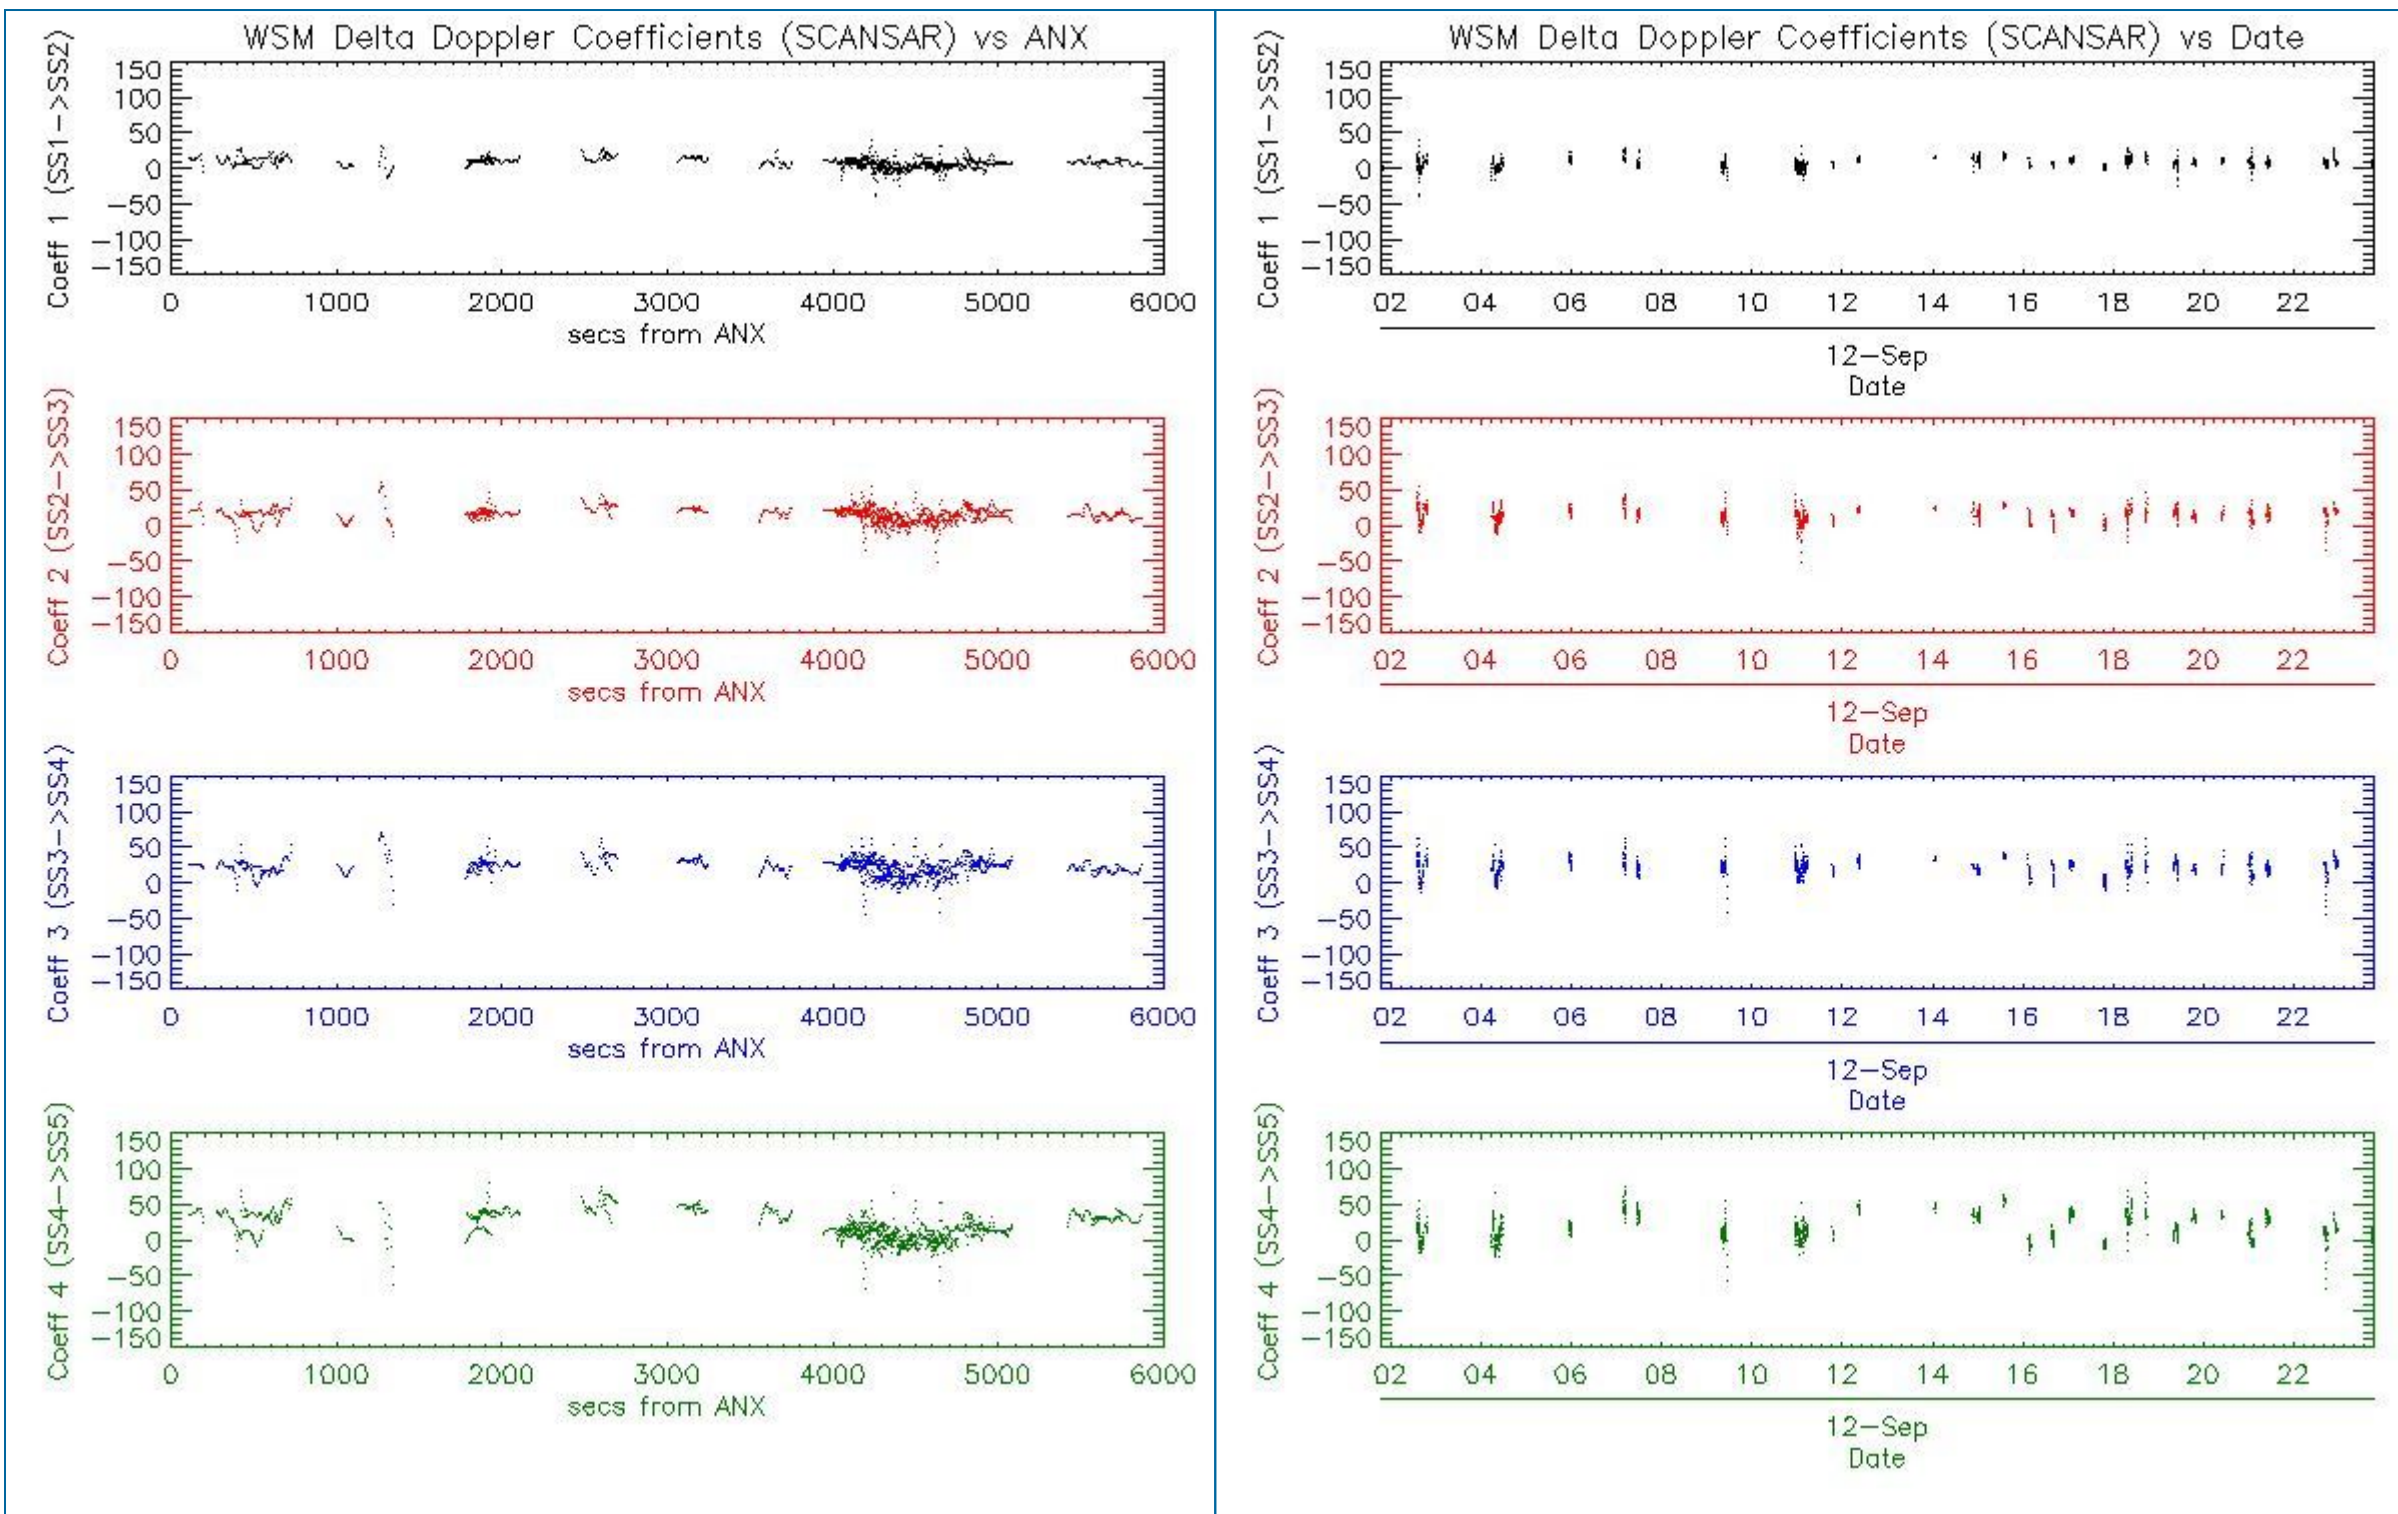 WSM Delta Doppler Coefficients (SCANSAR) vs ANX
Coeff 1 (SS1->SS2)
150
100
50
0
-50
-100
-150
0 1000 2000 3000 4000 5000 6000
secs from ANX
Coeff 2 (SS2->SS3)
150
100
50
0
-50
-100
-150
0 1000 2000 3000 4000 5000 6000
secs from ANX
Coeff 3 (SS3->SS4)
150
100
50
0
-50
-100
-150
0 1000 2000 3000 4000 5000 6000
secs from ANX
Coeff 4 (SS4->SS5)
150
100
50
0
-50
-100
-150
0 1000 2000 3000 4000 5000 6000
secs from ANX
WSM Delta Doppler Coefficients (SCANSAR) vs Date
Coeff 1 (SS1->SS2)
150
100
50
0
-50
-100
-150
02 04 06 08 10 12 14 16 18 20 22
12-Sep
Date
Coeff 2 (SS2->SS3)
150
100
50
0
-50
-100
-150
02 04 06 08 10 12 14 16 18 20 22
12-Sep
Date
Coeff 3 (SS3->SS4)
150
100
50
0
-50
-100
-150
02 04 06 08 10 12 14 16 18 20 22
12-Sep
Date
Coeff 4 (SS4->SS5)
150
100
50
0
-50
-100
-150
02 04 06 08 10 12 14 16 18 20 22
12-Sep
Date